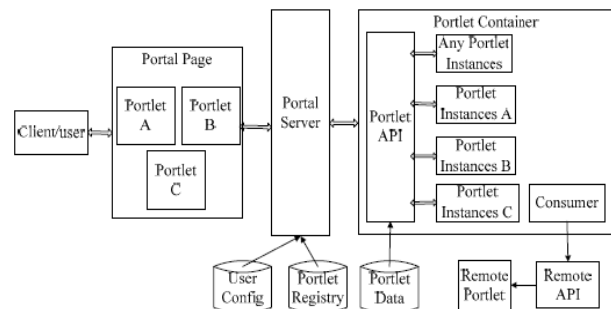 Portlet Container
Portal Page
Portlet
A
Portlet
B
Portlet
C
Client/user
Portal
Server
Portlet
API
Any Portlet
Instances
Portlet
Instances A
Portlet
Instances B
Portlet
Instances C
Consumer
User
Config
Portlet
Registry
Portlet
Data
Remote
Portlet
Remote
API